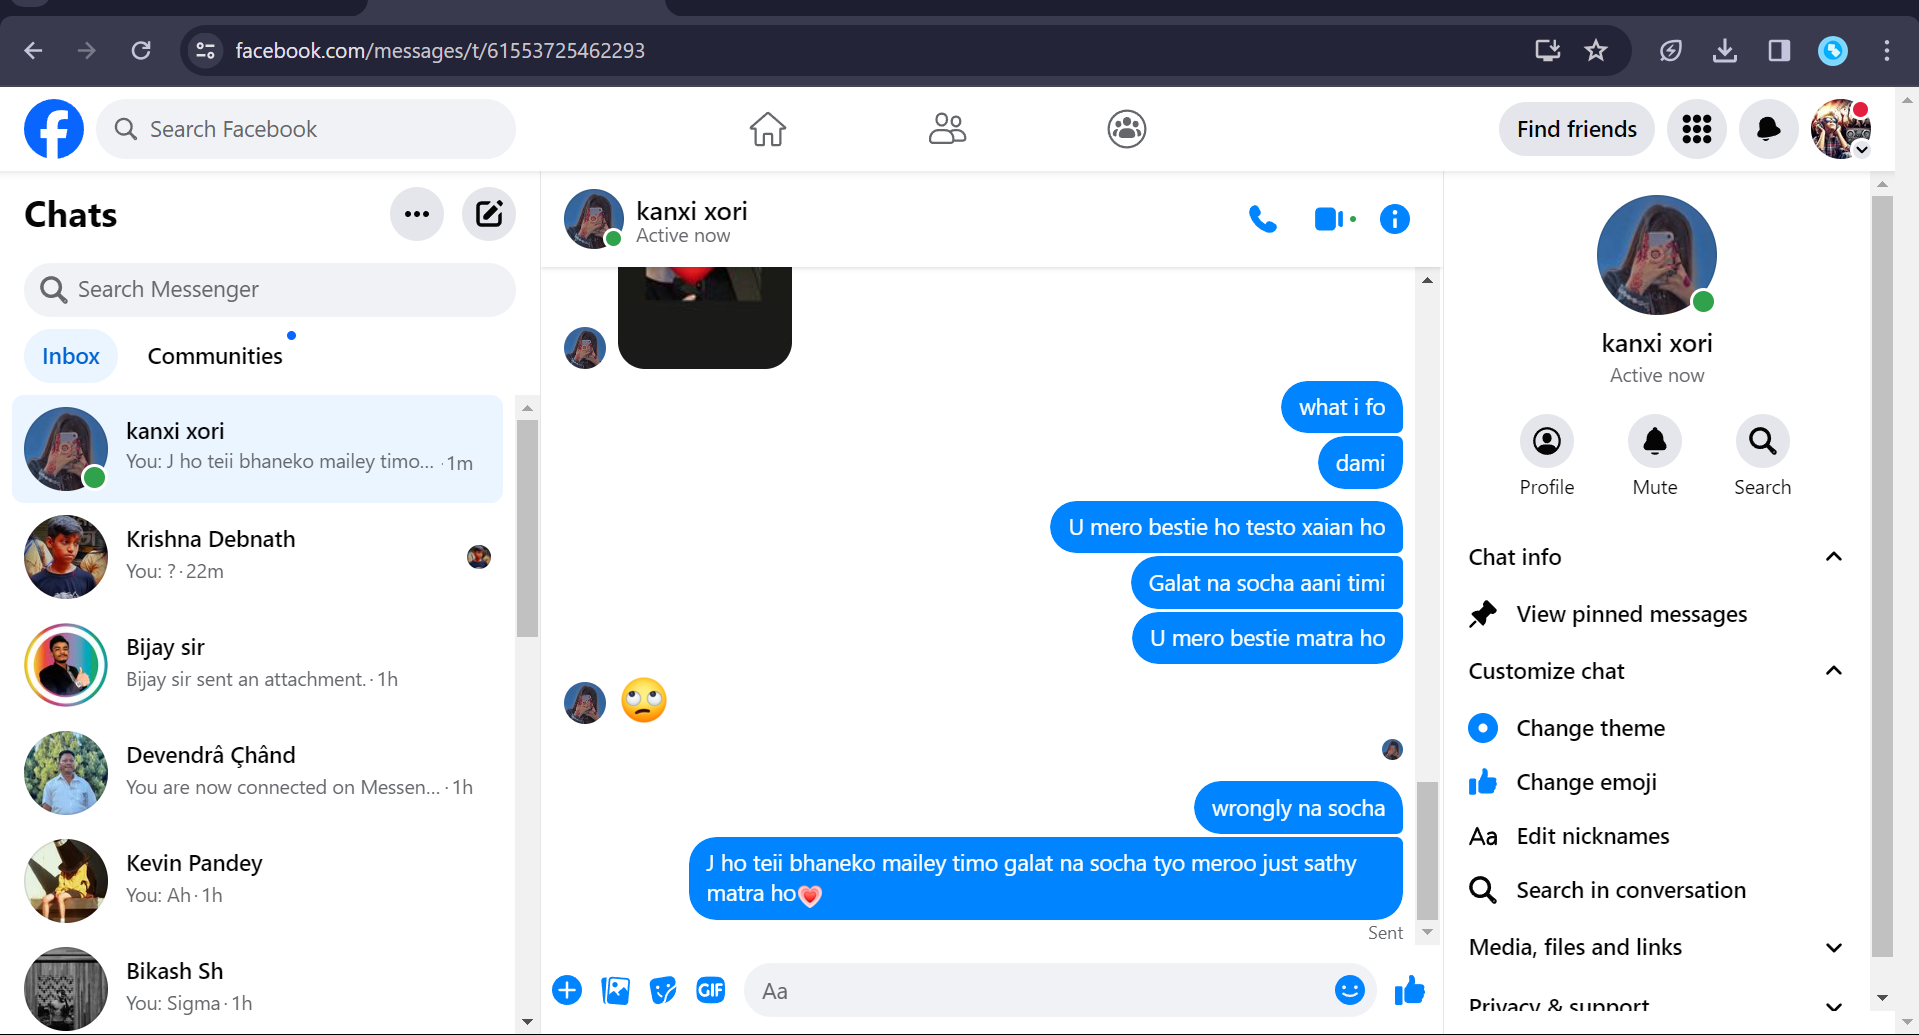 facebook.com/messages/t/61553725462293
Search Facebook
Find friends
Chats
Search Messenger
Inbox
Communities
kanxi xori
You: J ho teii bhaneko mailey timo... · 1m
Krishna Debnath
You: ? · 22m
Bijay sir
Bijay sir sent an attachment. · 1h
Devendrâ Çhând
You are now connected on Messen... · 1h
Kevin Pandey
You: Ah · 1h
Bikash Sh
You: Sigma · 1h
kanxi xori
Active now
what i fo
dami
U mero bestie ho testo xaian ho
Galat na socha aani timi
U mero bestie matra ho
🙄
wrongly na socha
J ho teii bhaneko mailey timo galat na socha tyo meroo just sathy
matra ho💗
Sent
GIF
Aa
kanxi xori
Active now
Profile
Mute
Search
Chat info
View pinned messages
Customize chat
Change theme
Change emoji
Aa Edit nicknames
Search in conversation
Media, files and links
Privacy & support